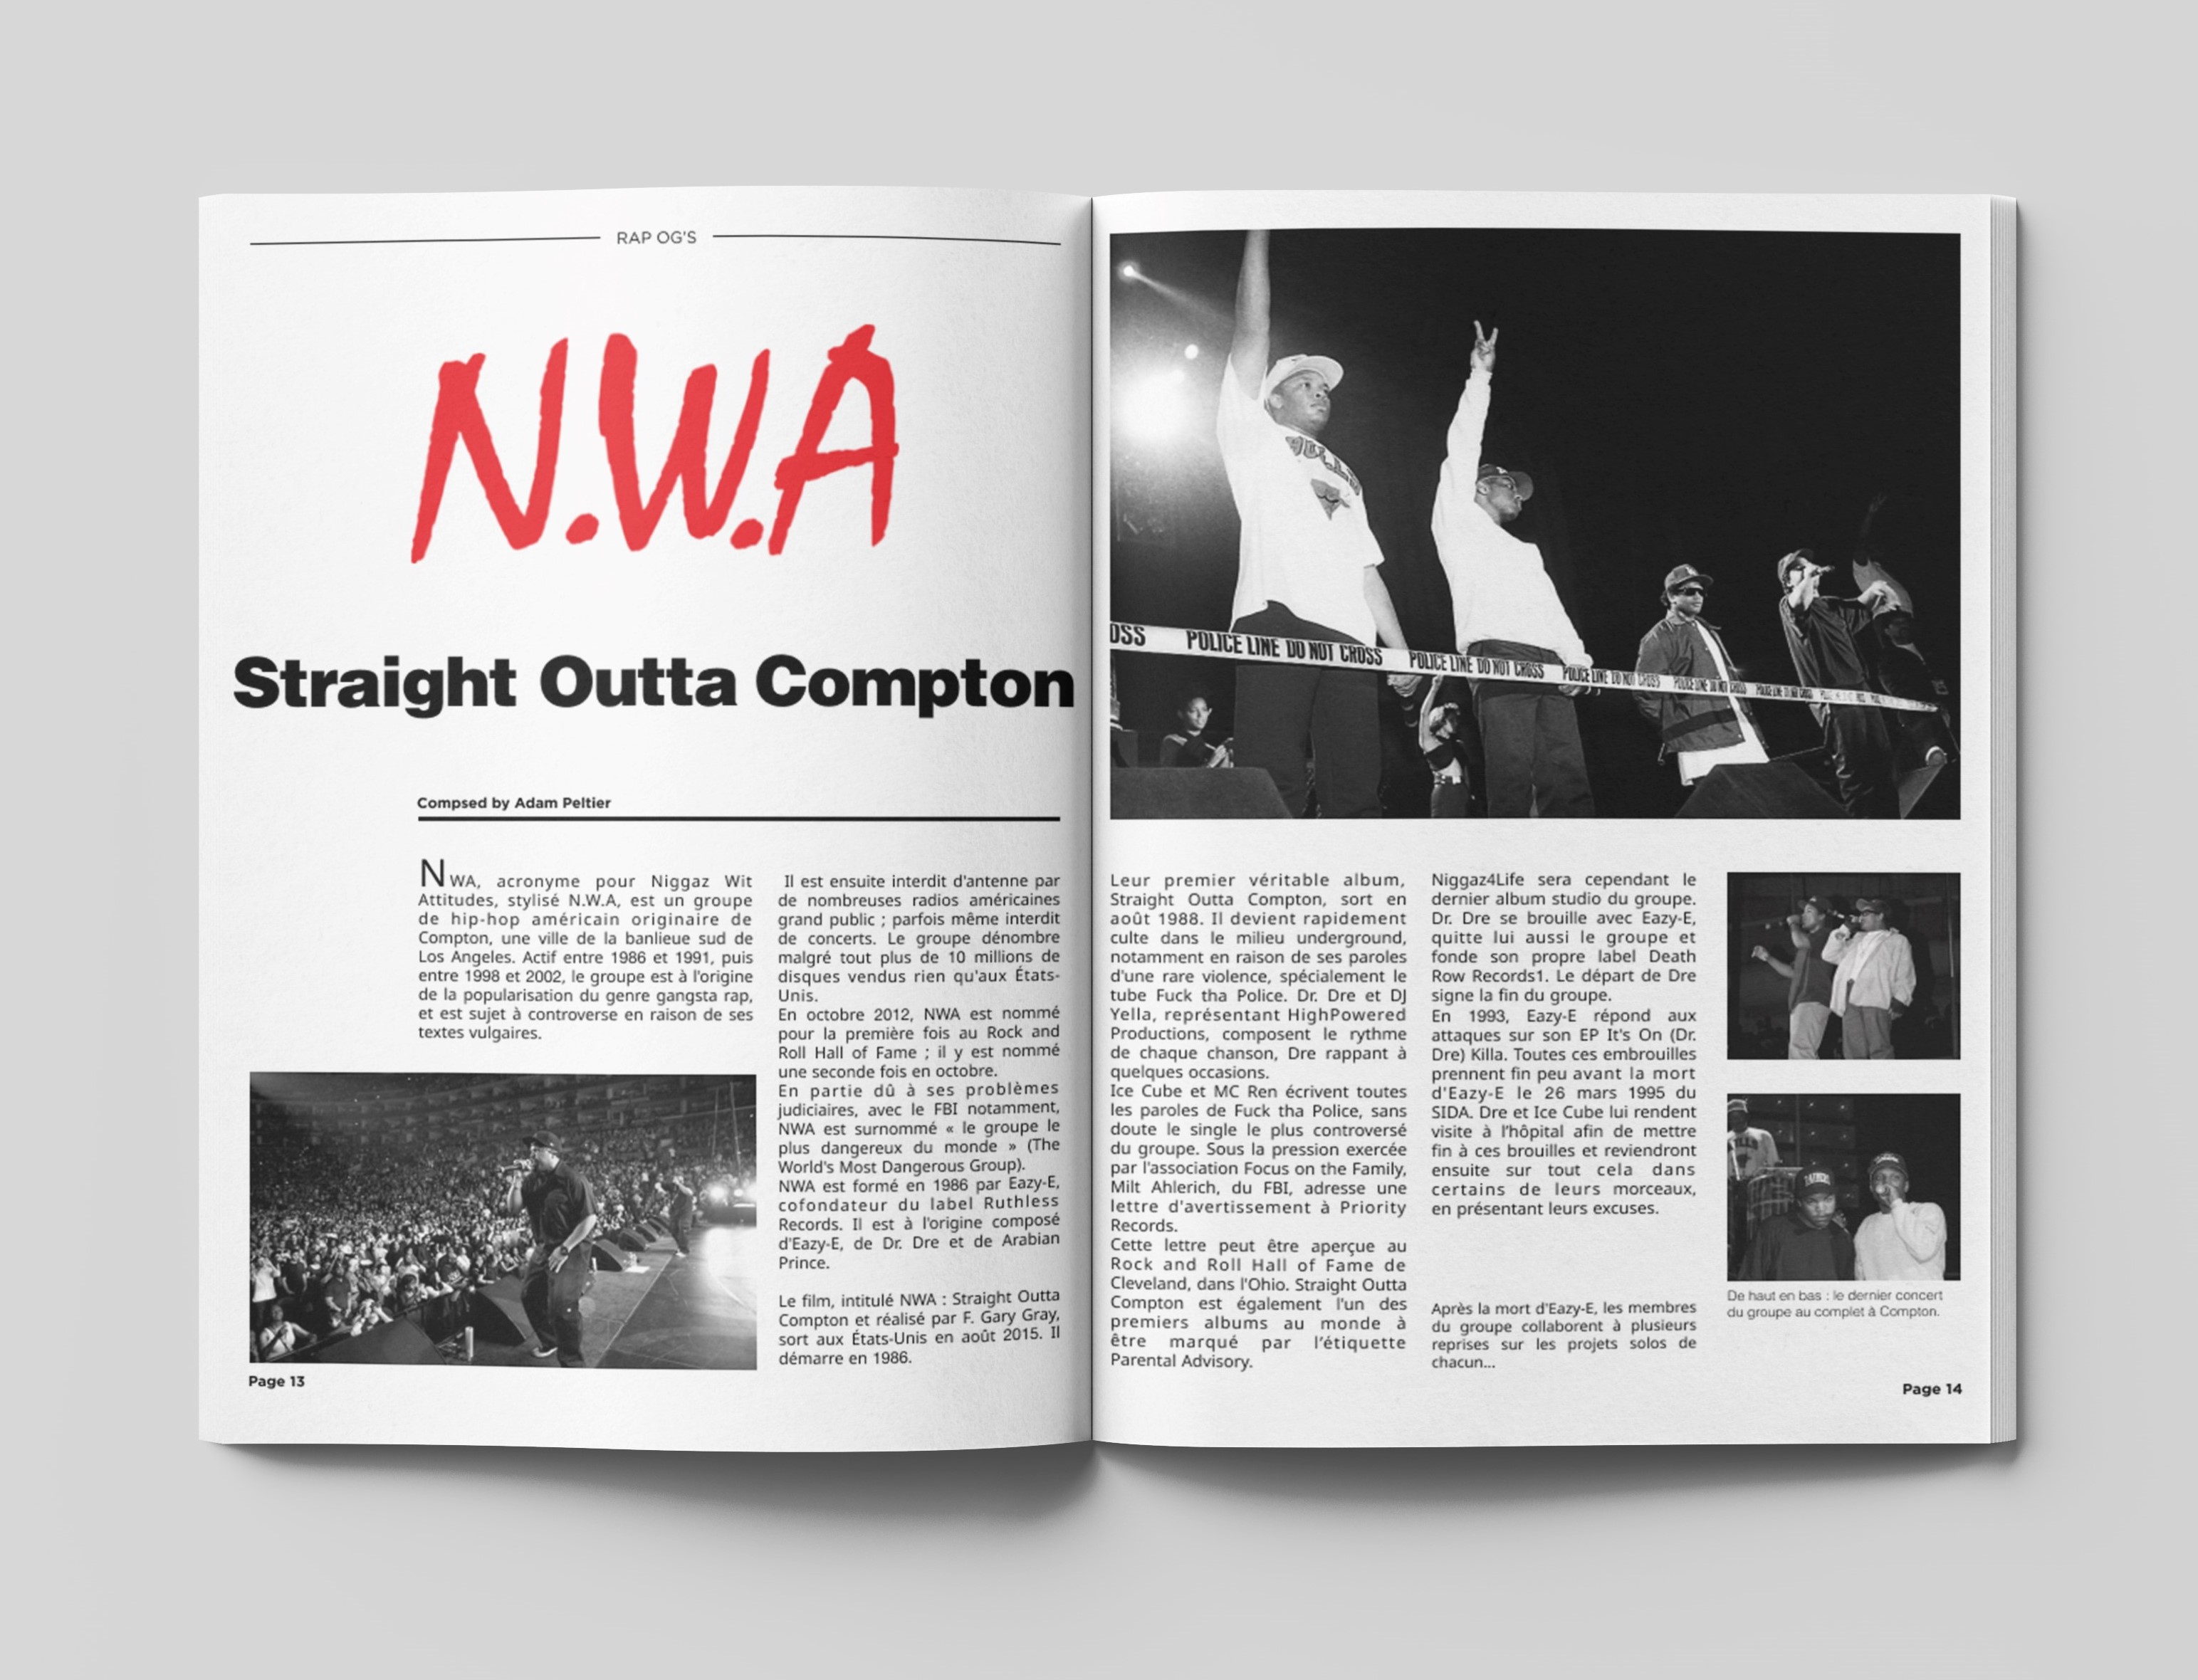 RAP OG'S
N.W.A
Straight Outta Compton
Compsed by Adam Peltier
NWA, acronyme pour Niggaz Wit
Attitudes, stylisé N.W.A, est un groupe
de hip-hop américain originaire de
Compton, une ville de la banlieue sud de
Los Angeles. Actif entre 1986 et 1991, puis
entre 1998 et 2002, le groupe est à l'origine
de la popularisation du genre gangsta rap,
et est sujet à controverse en raison de ses
textes vulgaires.
Il est ensuite interdit d'antenne par
de nombreuses radios américaines
grand public ; parfois même interdit
de concerts. Le groupe dénombre
malgré tout plus de 10 millions de
disques vendus rien qu'aux États-
Unis.
En octobre 2012, NWA est nommé
pour la première fois au Rock and
Roll Hall of Fame ; il y est nommé
une seconde fois en octobre.
En partie dû à ses problèmes
judiciaires, avec le FBI notamment,
NWA est surnommé « le groupe le
plus dangereux du monde » (The
World's Most Dangerous Group).
NWA est formé en 1986 par Eazy-E,
cofondateur du label Ruthless
Records. Il est à l'origine composé
d'Eazy-E, de Dr. Dre et de Arabian
Prince.
Le film, intitulé NWA : Straight Outta
Compton et réalisé par F. Gary Gray,
sort aux États-Unis en août 2015. Il
démarre en 1986.
Page 13
OSS POLICE LINE DO NOT CROSS POLICE LINE DO NOT CROSS POLICE LINE DO NOT CROSS POLICE LINE DO NOT CROSS
Leur premier véritable album,
Straight Outta Compton, sort en
août 1988. Il devient rapidement
culte dans le milieu underground,
notamment en raison de ses paroles
d'une rare violence, spécialement le
tube Fuck tha Police. Dr. Dre et DJ
Yella, représentant HighPowered
Productions, composent le rythme
de chaque chanson, Dre rappant à
quelques occasions.
Ice Cube et MC Ren écrivent toutes
les paroles de Fuck tha Police, sans
doute le single le plus controversé
du groupe. Sous la pression exercée
par l'association Focus on the Family,
Milt Ahlerich, du FBI, adresse une
lettre d'avertissement à Priority
Records.
Cette lettre peut être aperçue au
Rock and Roll Hall of Fame de
Cleveland, dans l'Ohio. Straight Outta
Compton est également l'un des
premiers albums au monde à
être marqué par l'étiquette
Parental Advisory.
Niggaz4Life sera cependant le
dernier album studio du groupe.
Dr. Dre se brouille avec Eazy-E,
quitte lui aussi le groupe et
fonde son propre label Death
Row Records1. Le départ de Dre
signe la fin du groupe.
En 1993, Eazy-E répond aux
attaques sur son EP It's On (Dr.
Dre) Killa. Toutes ces embrouilles
prennent fin peu avant la mort
d'Eazy-E le 26 mars 1995 du
SIDA. Dre et Ice Cube lui rendent
visite à l'hôpital afin de mettre
fin à ces brouilles et reviendront
ensuite sur tout cela dans
certains de leurs morceaux,
en présentant leurs excuses.
Après la mort d'Eazy-E, les membres
du groupe collaborent à plusieurs
reprises sur les projets solos de
chacun...
De haut en bas : le dernier concert
du groupe au complet à Compton.
Page 14